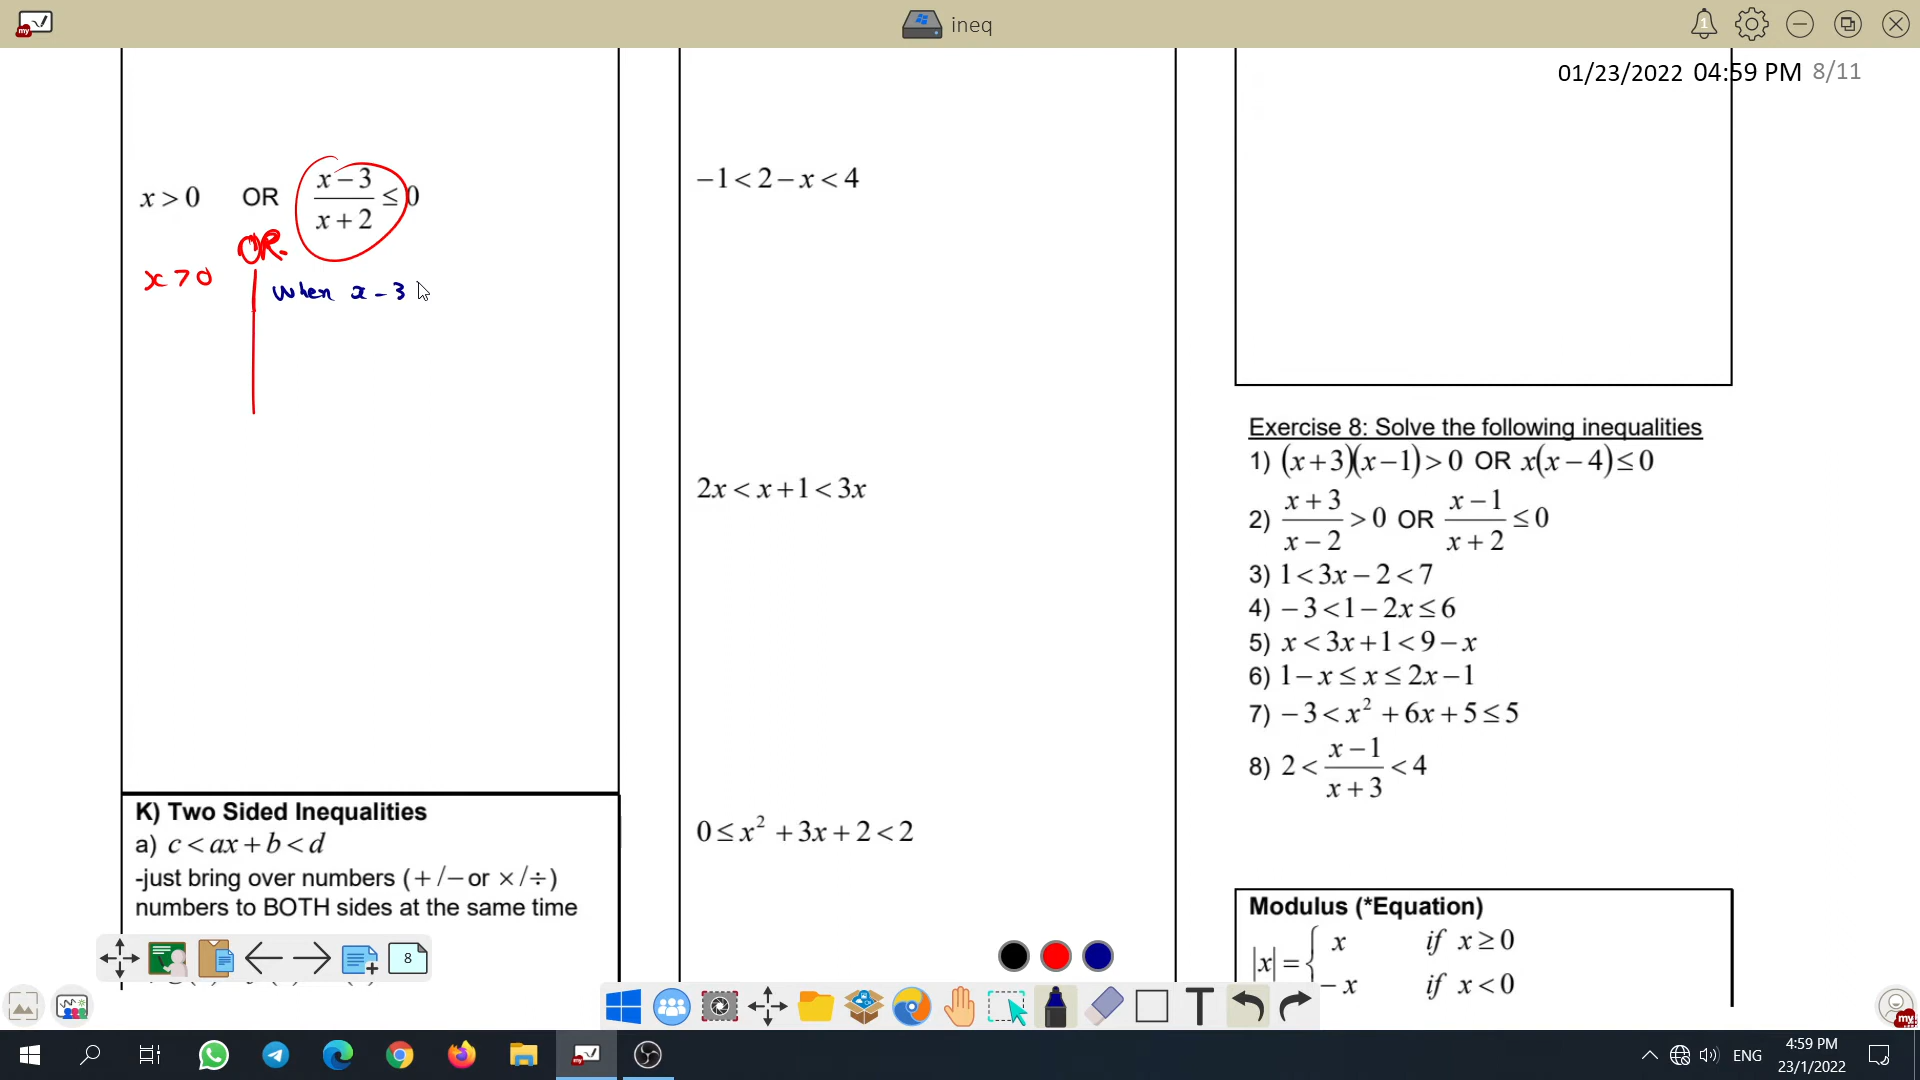 ineq
01/23/2022 04:59 PM 8/11
x > 0 OR (x − 3)/(x + 2) ≤ 0
OR.
x > 0
When x − 3
K) Two Sided Inequalities
a) c < ax + b < d
-just bring over numbers (+ /− or × /÷)
numbers to BOTH sides at the same time
−1 < 2 − x < 4
2x < x + 1 < 3x
0 ≤ x² + 3x + 2 < 2
Exercise 8: Solve the following inequalities
1) (x + 3)(x − 1) > 0 OR x(x − 4) ≤ 0
2) (x + 3)/(x − 2) > 0 OR (x − 1)/(x + 2) ≤ 0
3) 1 < 3x − 2 < 7
4) − 3 < 1 − 2x ≤ 6
5) x < 3x + 1 < 9 − x
6) 1 − x ≤ x ≤ 2x − 1
7) − 3 < x² + 6x + 5 ≤ 5
8) 2 < (x − 1)/(x + 3) < 4
Modulus (*Equation)
|x| = { x if x ≥ 0
− x if x < 0
8
T
my
ENG
4:59 PM
23/1/2022